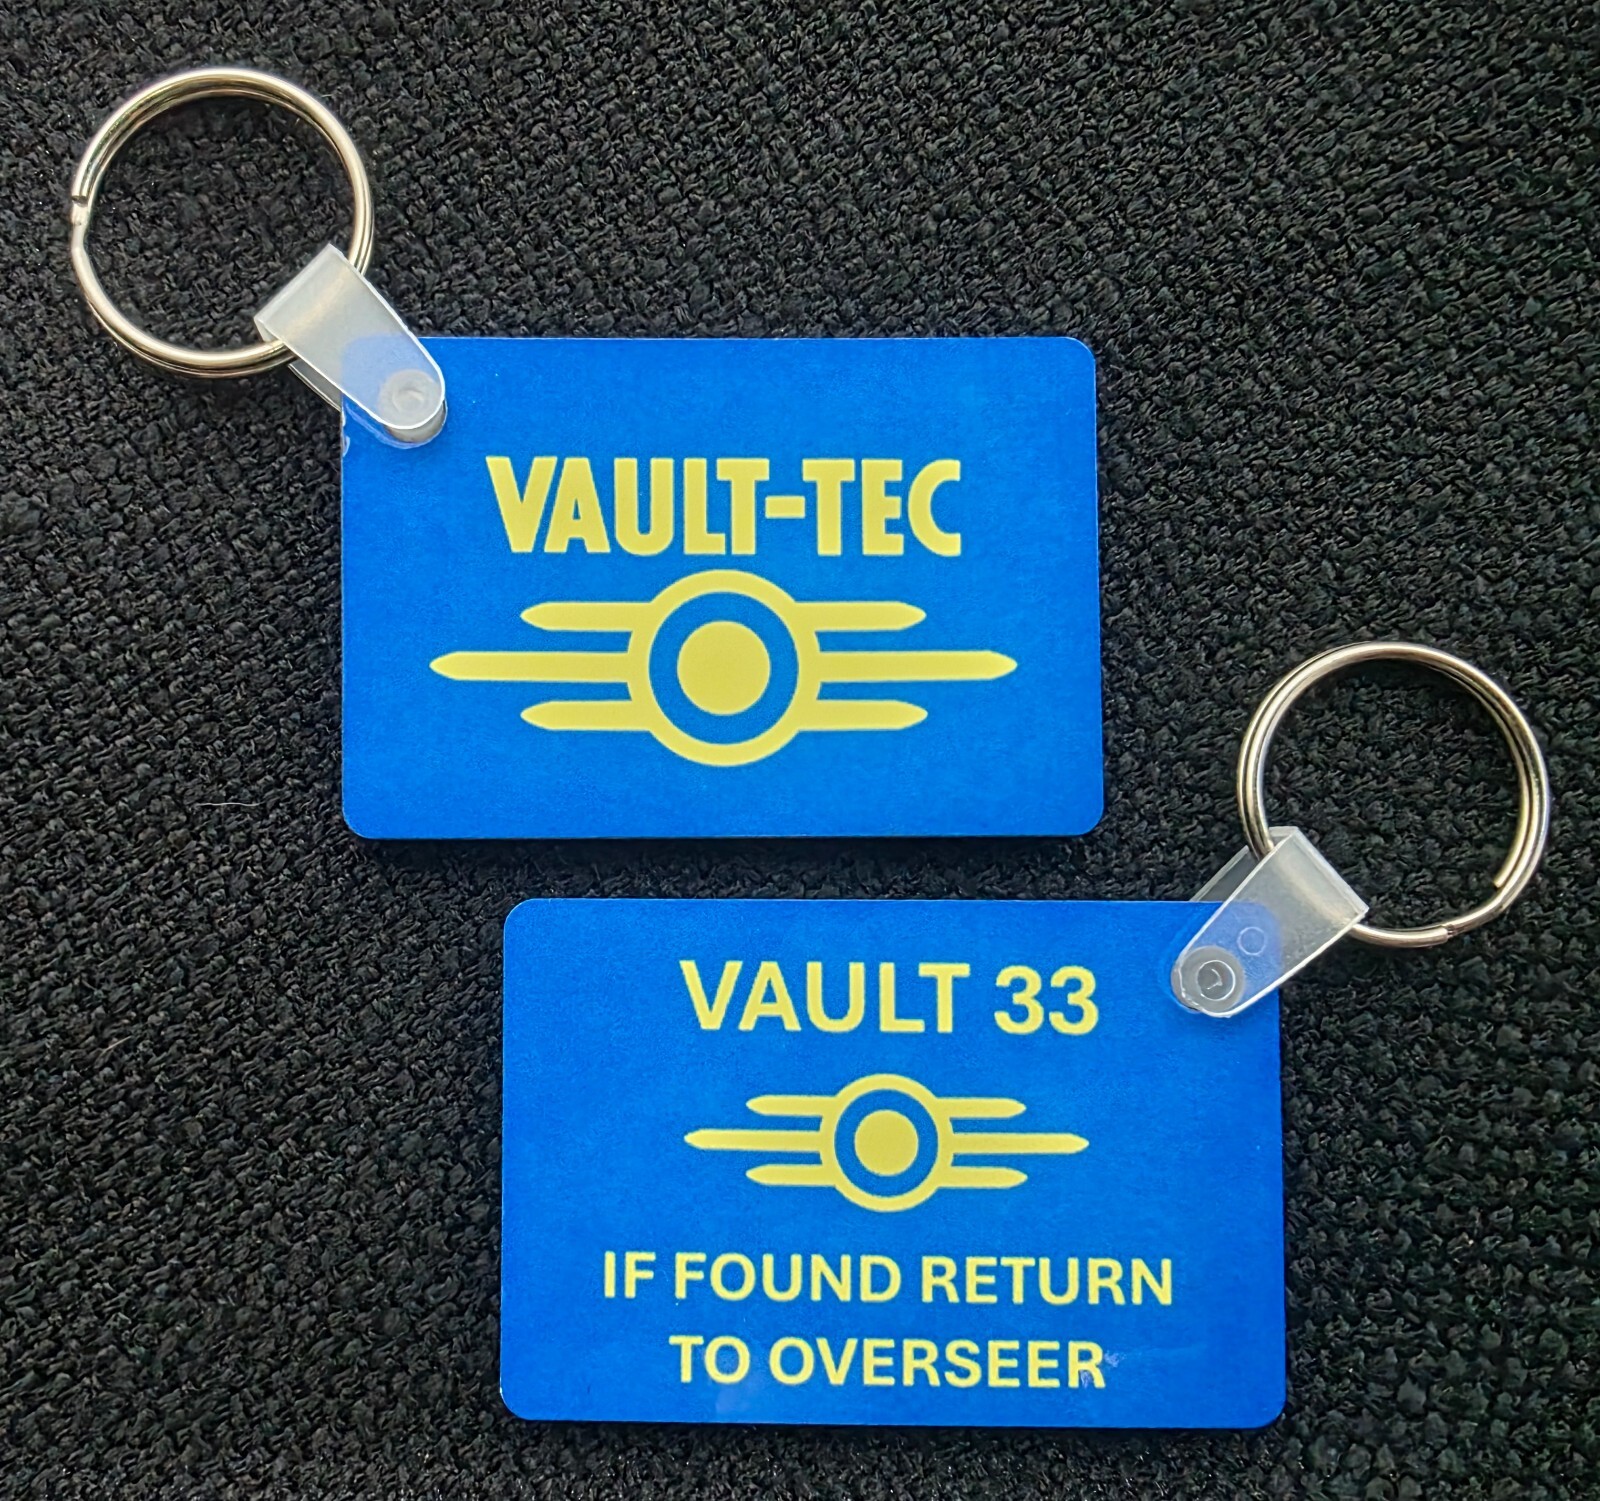 VAULT-TEC
VAULT 33
IF FOUND RETURN
TO OVERSEER